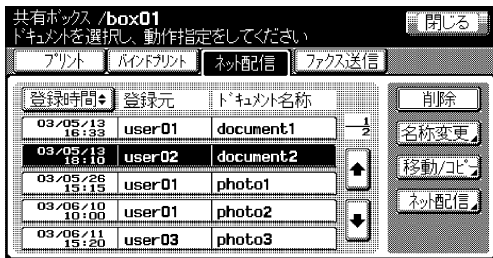 共有ボックス /box01
閉じる
ドキュメントを選択し、動作指定をしてください
プリント バインドプリント ネット配信 ファクス送信
登録時間 登録元 ドキュメント名称
削除
03/05/13 16:33 user01 document1
1/2
名称変更
03/05/13 18:10 user02 document2
移動/コピー
03/05/26 15:15 user01 photo1
ネット配信
03/06/10 10:00 user01 photo2
03/06/11 15:20 user03 photo3